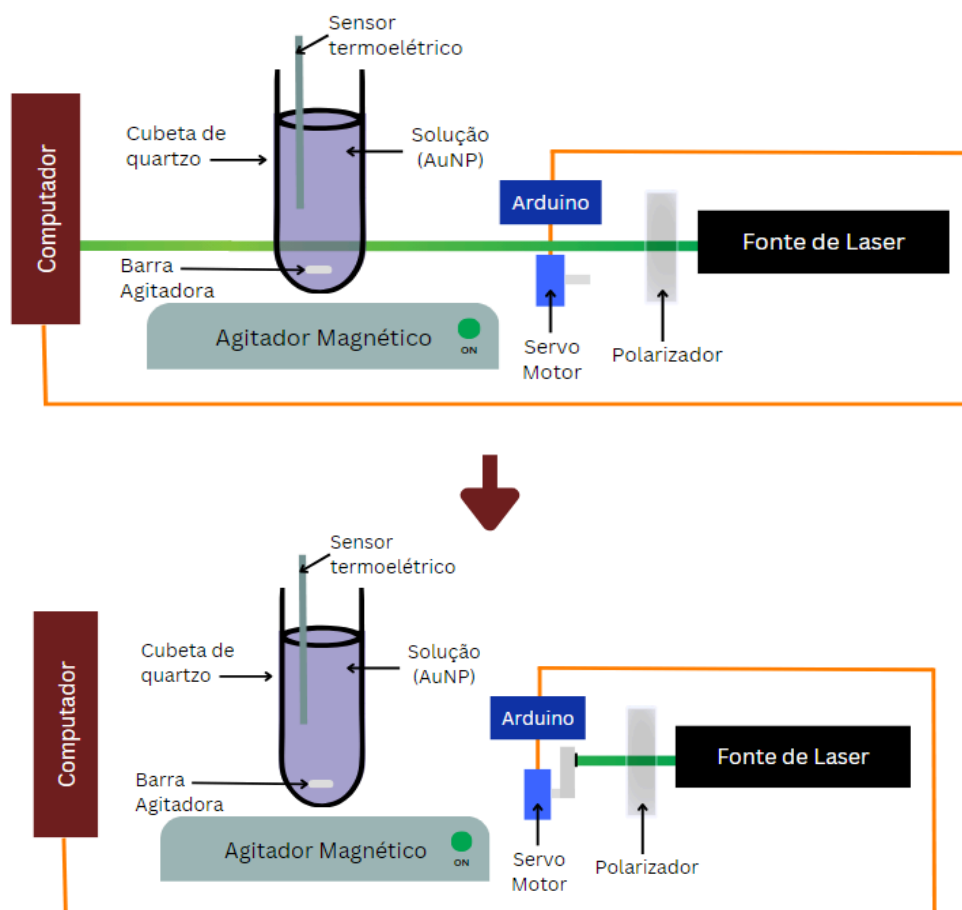 Sensor
termoelétrico
Cubeta de
quartzo
Solução
(AuNP)
Computador
Arduino
Fonte de Laser
Barra
Agitadora
Agitador Magnético
ON
Servo
Motor
Polarizador
Sensor
termoelétrico
Cubeta de
quartzo
Solução
(AuNP)
Computador
Arduino
Fonte de Laser
Barra
Agitadora
Agitador Magnético
ON
Servo
Motor
Polarizador